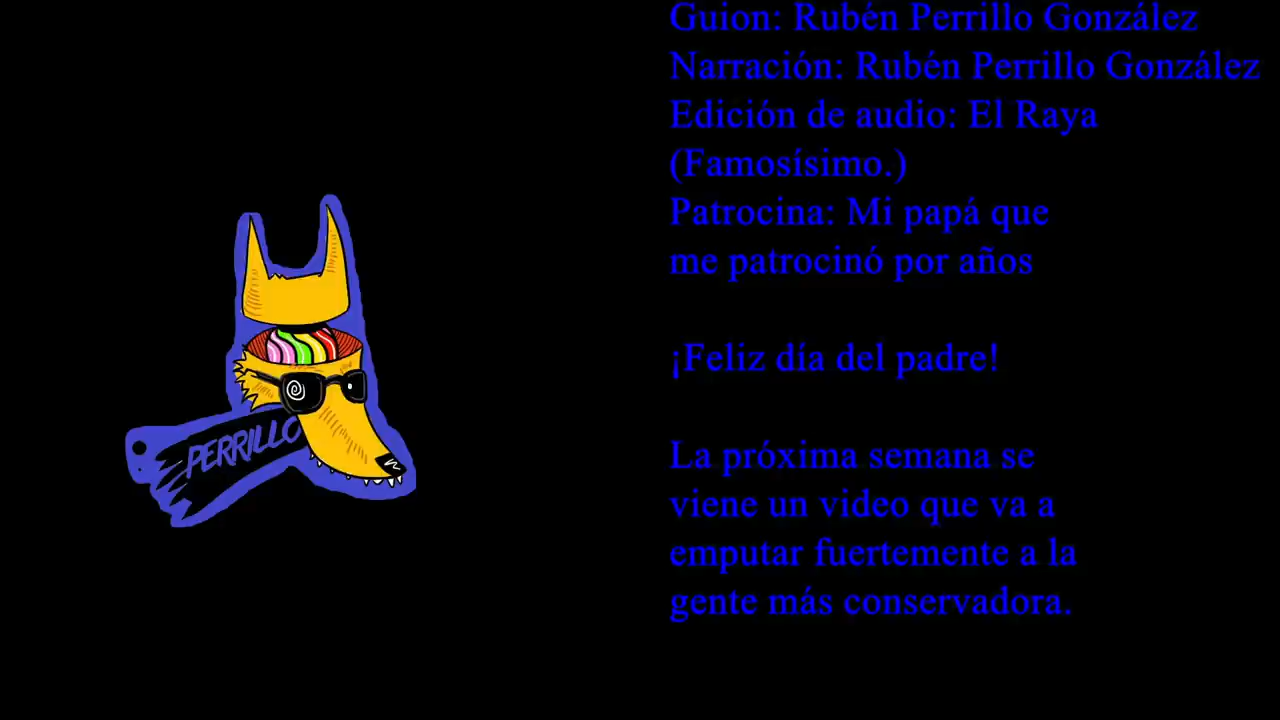 Guion: Rubén Perrillo González
Narración: Rubén Perrillo González
Edición de audio: El Raya
(Famosísimo.)
Patrocina: Mi papá que
me patrocinó por años
¡Feliz día del padre!
La próxima semana se
viene un video que va a
emputar fuertemente a la
gente más conservadora.
PERRILLO